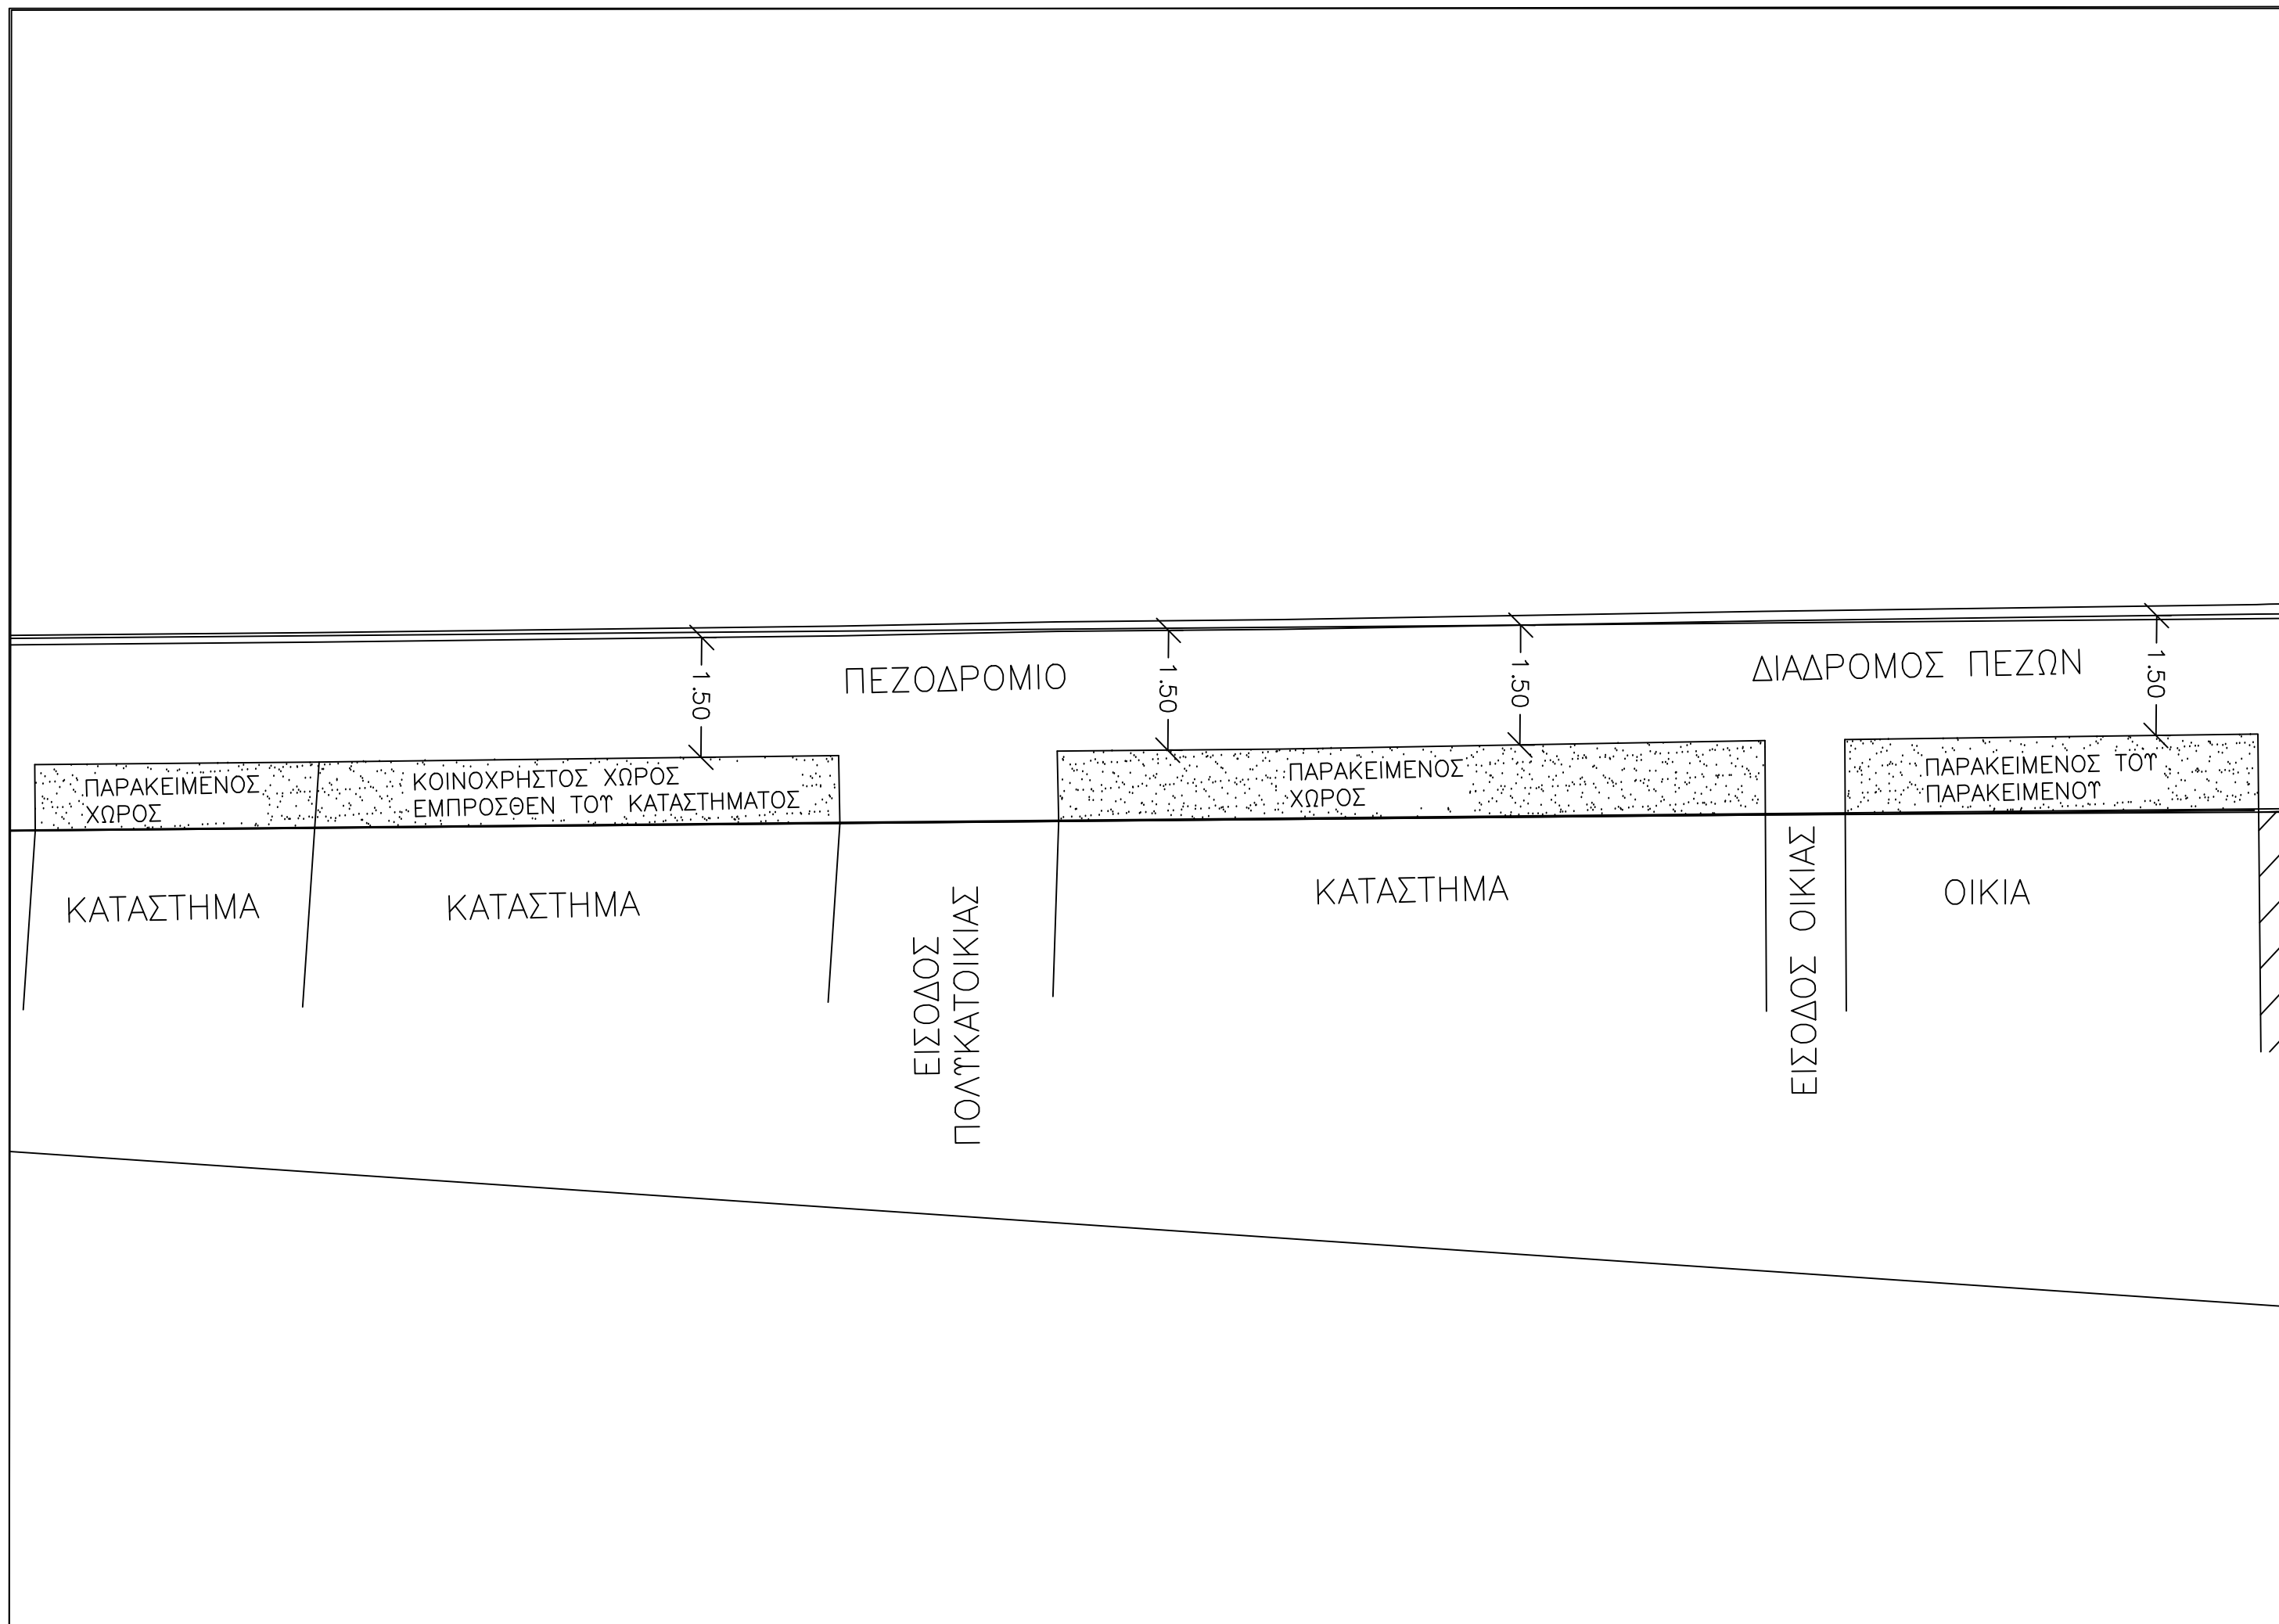 ΠΕΖΟΔΡΟΜΙΟ
ΔΙΑΔΡΟΜΟΣ ΠΕΖΩΝ
1.50
1.50
1.50
1.50
ΠΑΡΑΚΕΙΜΕΝΟΣ
ΧΩΡΟΣ
ΚΟΙΝΟΧΡΗΣΤΟΣ ΧΩΡΟΣ
ΕΜΠΡΟΣΘΕΝ ΤΟΥ ΚΑΤΑΣΤΗΜΑΤΟΣ
ΠΑΡΑΚΕΙΜΕΝΟΣ
ΧΩΡΟΣ
ΠΑΡΑΚΕΙΜΕΝΟΣ ΤΟΥ
ΠΑΡΑΚΕΙΜΕΝΟΥ
ΚΑΤΑΣΤΗΜΑ
ΚΑΤΑΣΤΗΜΑ
ΕΙΣΟΔΟΣ
ΠΟΛΥΚΑΤΟΙΚΙΑΣ
ΚΑΤΑΣΤΗΜΑ
ΕΙΣΟΔΟΣ ΟΙΚΙΑΣ
ΟΙΚΙΑ